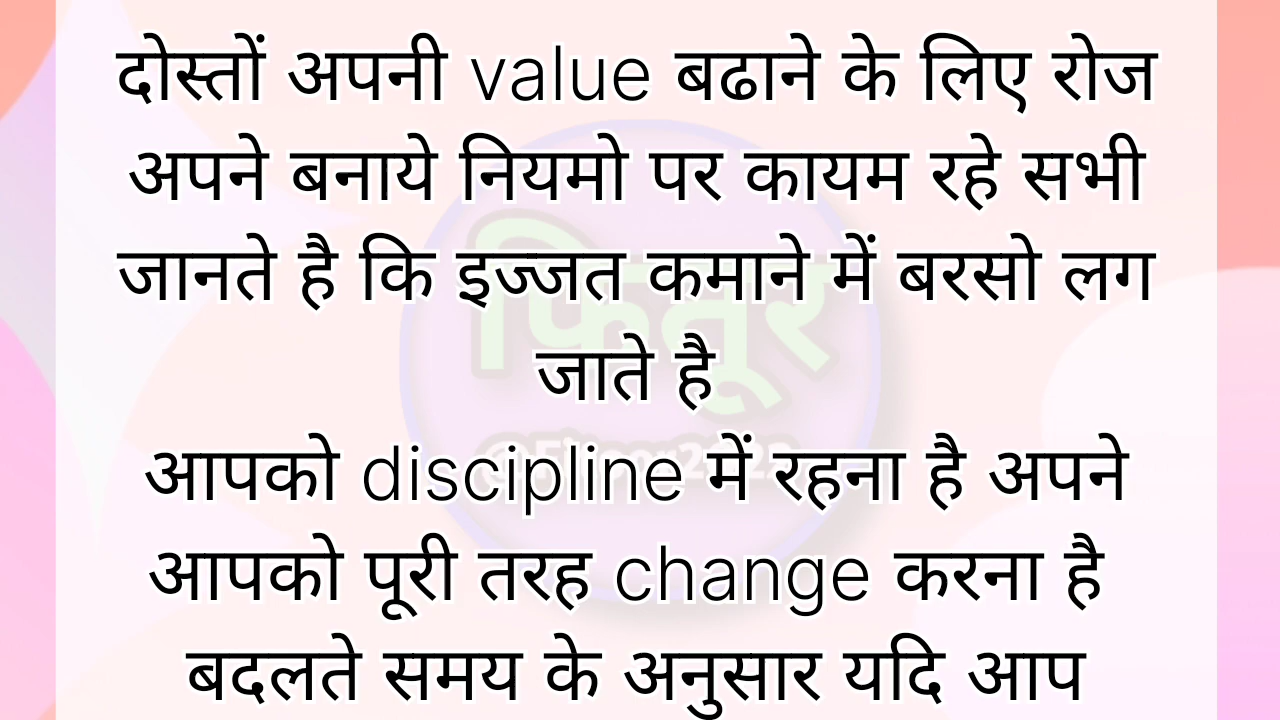 दोस्तों अपनी value बढाने के लिए रोज
अपने बनाये नियमो पर कायम रहे सभी
जानते है कि इज्जत कमाने में बरसो लग
जाते है
आपको discipline में रहना है अपने
आपको पूरी तरह change करना है
बदलते समय के अनुसार यदि आप
फितूर